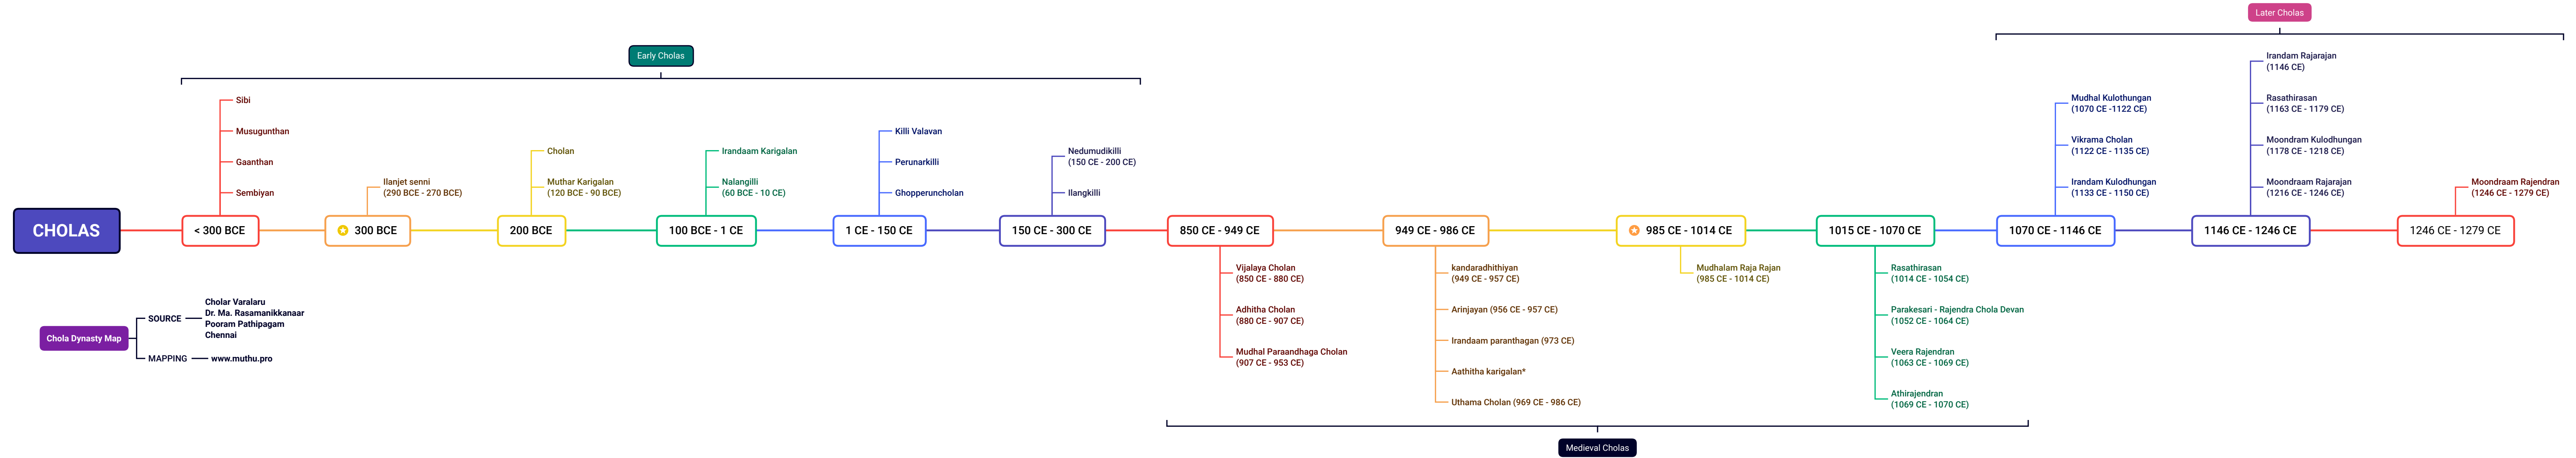 Later Cholas
Early Cholas
Medieval Cholas
CHOLAS
< 300 BCE
Sibi
Musugunthan
Gaanthan
Sembiyan
300 BCE
Ilanjet senni
(290 BCE - 270 BCE)
200 BCE
Cholan
Muthar Karigalan
(120 BCE - 90 BCE)
100 BCE - 1 CE
Irandaam Karigalan
Nalangilli
(60 BCE - 10 CE)
1 CE - 150 CE
Killi Valavan
Perunarkilli
Ghopperuncholan
150 CE - 300 CE
Nedumudikilli
(150 CE - 200 CE)
Ilangkilli
850 CE - 949 CE
Vijalaya Cholan
(850 CE - 880 CE)
Adhitha Cholan
(880 CE - 907 CE)
Mudhal Paraandhaga Cholan
(907 CE - 953 CE)
949 CE - 986 CE
kandaradhithiyan
(949 CE - 957 CE)
Arinjayan (956 CE - 957 CE)
Irandaam paranthagan (973 CE)
Aathitha karigalan*
Uthama Cholan (969 CE - 986 CE)
985 CE - 1014 CE
Mudhalam Raja Rajan
(985 CE - 1014 CE)
1015 CE - 1070 CE
Rasathirasan
(1014 CE - 1054 CE)
Parakesari - Rajendra Chola Devan
(1052 CE - 1064 CE)
Veera Rajendran
(1063 CE - 1069 CE)
Athirajendran
(1069 CE - 1070 CE)
1070 CE - 1146 CE
Mudhal Kulothungan
(1070 CE -1122 CE)
Vikrama Cholan
(1122 CE - 1135 CE)
Irandam Kulodhungan
(1133 CE - 1150 CE)
1146 CE - 1246 CE
Irandam Rajarajan
(1146 CE)
Rasathirasan
(1163 CE - 1179 CE)
Moondram Kulodhungan
(1178 CE - 1218 CE)
Moondraam Rajarajan
(1216 CE - 1246 CE)
1246 CE - 1279 CE
Moondraam Rajendran
(1246 CE - 1279 CE)
Chola Dynasty Map
SOURCE
Cholar Varalaru
Dr. Ma. Rasamanikkanaar
Pooram Pathipagam
Chennai
MAPPING
www.muthu.pro